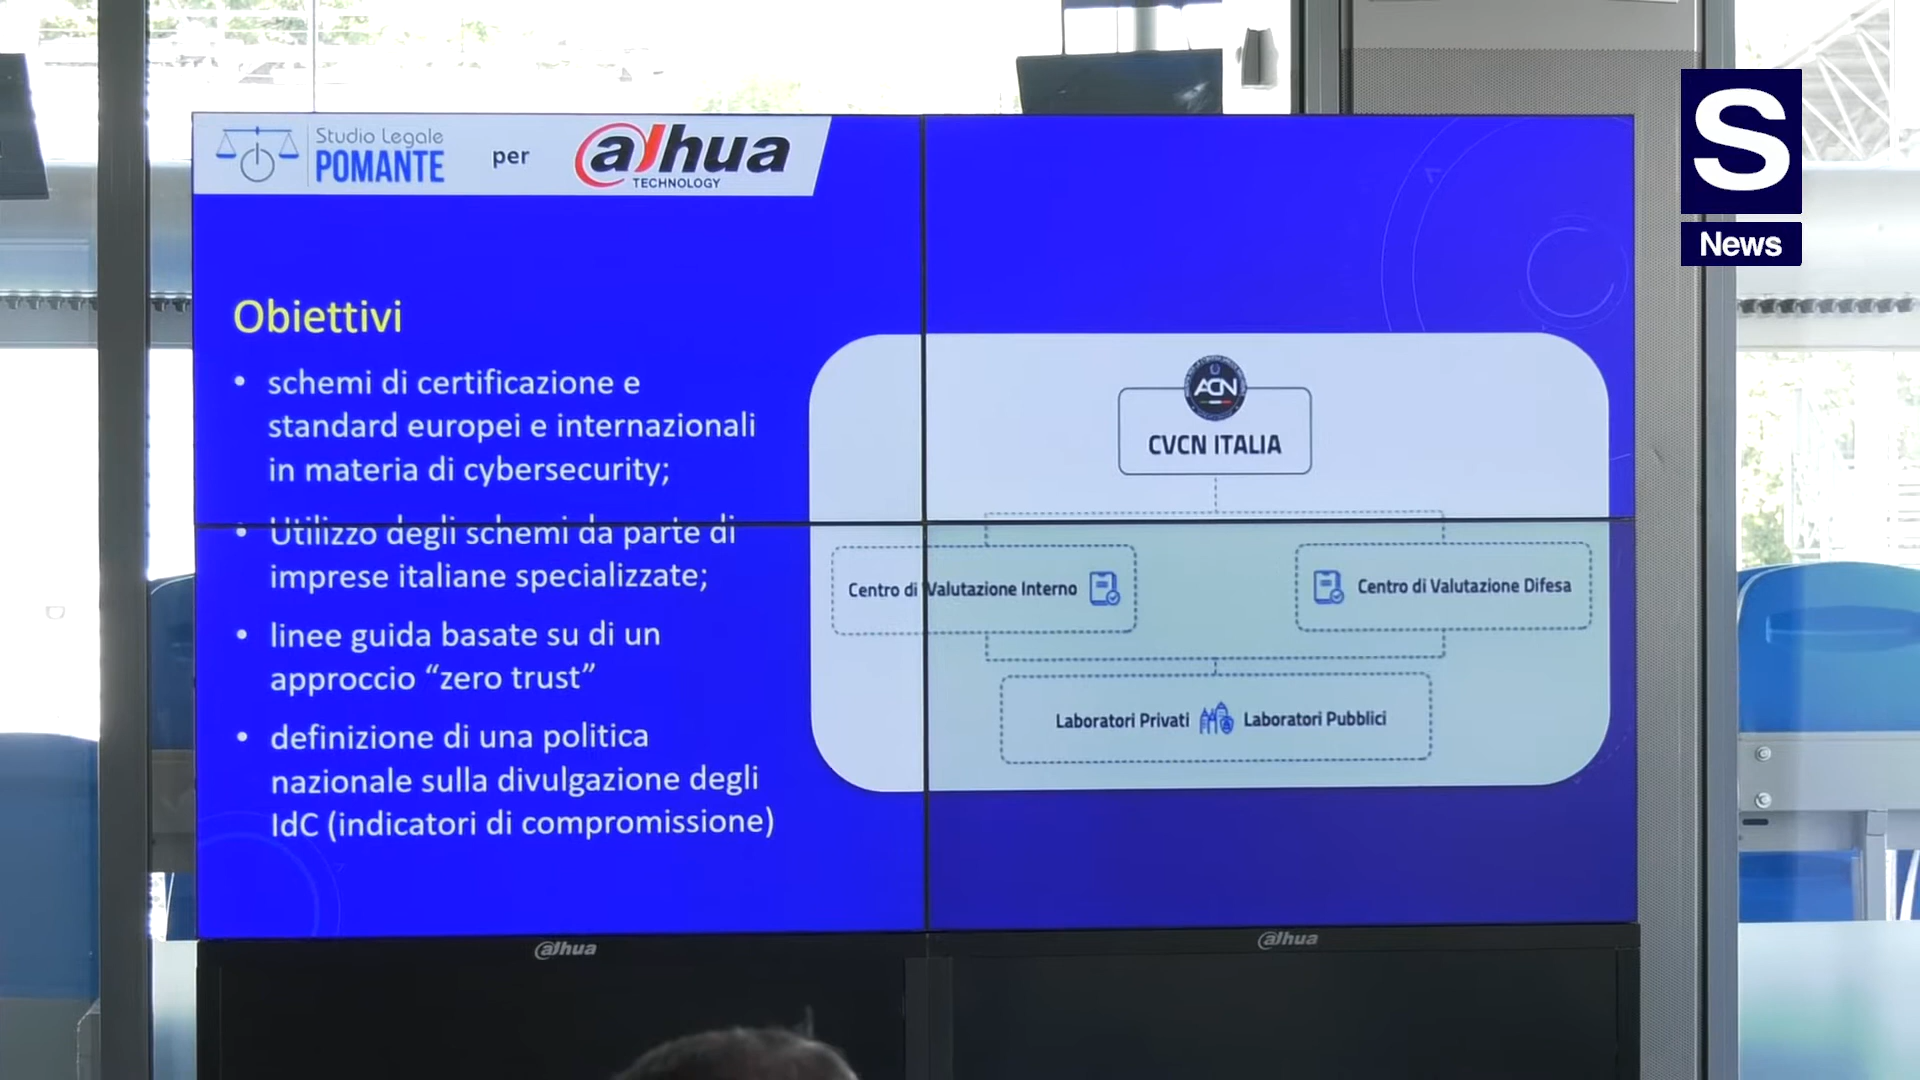 Studio Legale
POMANTE
per
alhua
TECHNOLOGY
S
News
Obiettivi
• schemi di certificazione e
standard europei e internazionali
in materia di cybersecurity;
• Utilizzo degli schemi da parte di
imprese italiane specializzate;
• linee guida basate su di un
approccio “zero trust”
• definizione di una politica
nazionale sulla divulgazione degli
IdC (indicatori di compromissione)
ACN
CVCN ITALIA
Centro di Valutazione Interno
Centro di Valutazione Difesa
Laboratori Privati Laboratori Pubblici
alhua
alhua